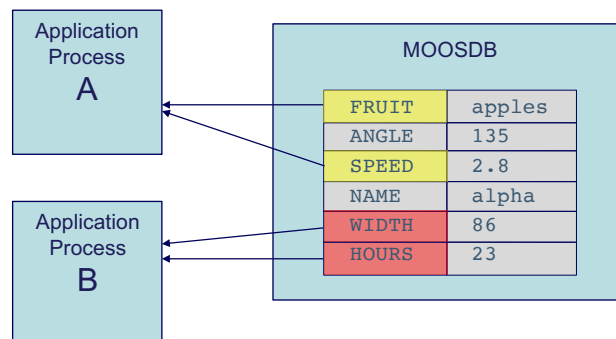 Application
Process
A
MOOSDB
FRUIT apples
ANGLE 135
SPEED 2.8
NAME alpha
WIDTH 86
HOURS 23
Application
Process
B